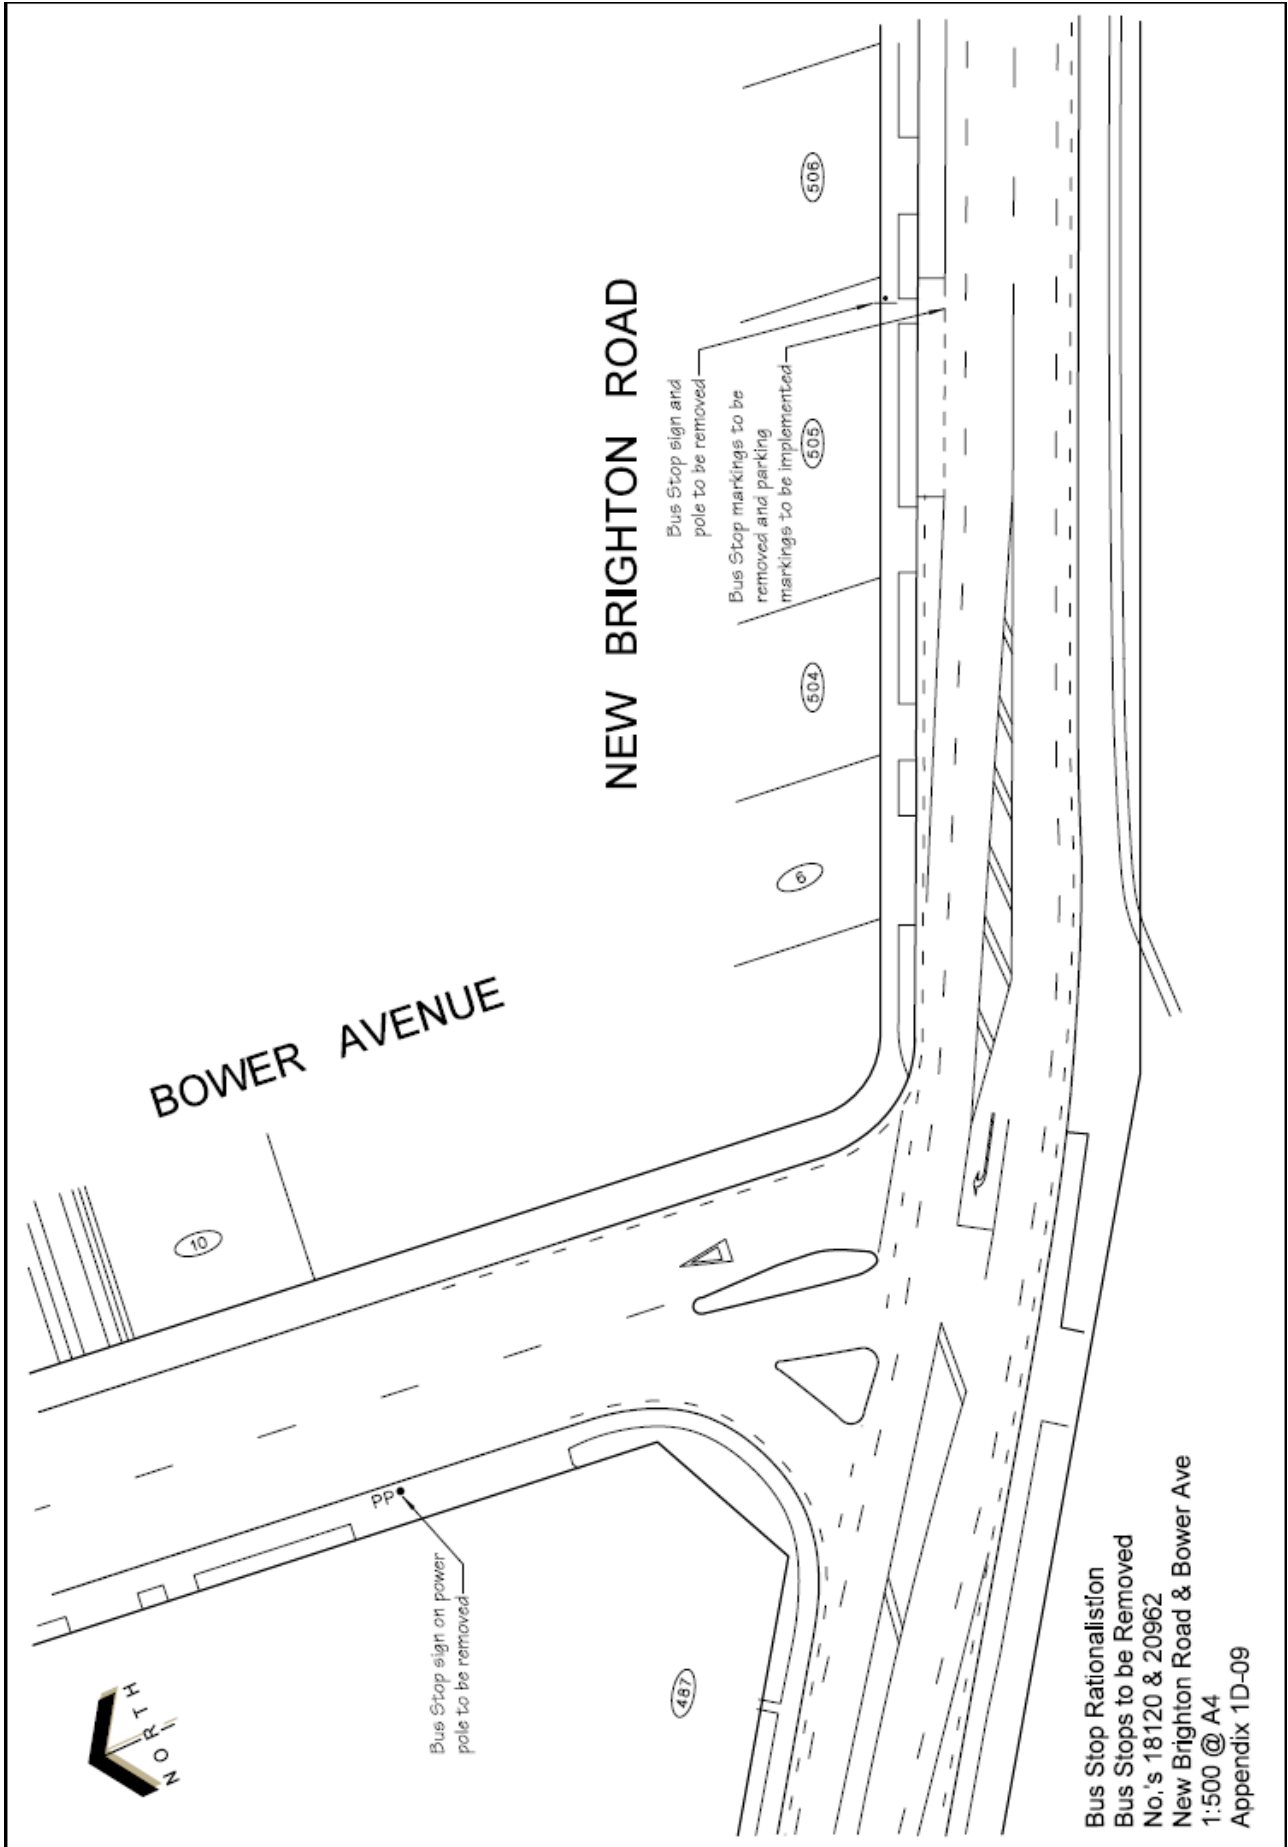 NORTH
Bus Stop sign on power
pole to be removed
PP
10
487
BOWER AVENUE
NEW BRIGHTON ROAD
Bus Stop sign and
pole to be removed
Bus Stop markings to be
removed and parking
markings to be implemented
6
504
505
506
Bus Stop Rationalistion
Bus Stops to be Removed
No.'s 18120 & 20962
New Brighton Road & Bower Ave
1:500 @ A4
Appendix 1D-09